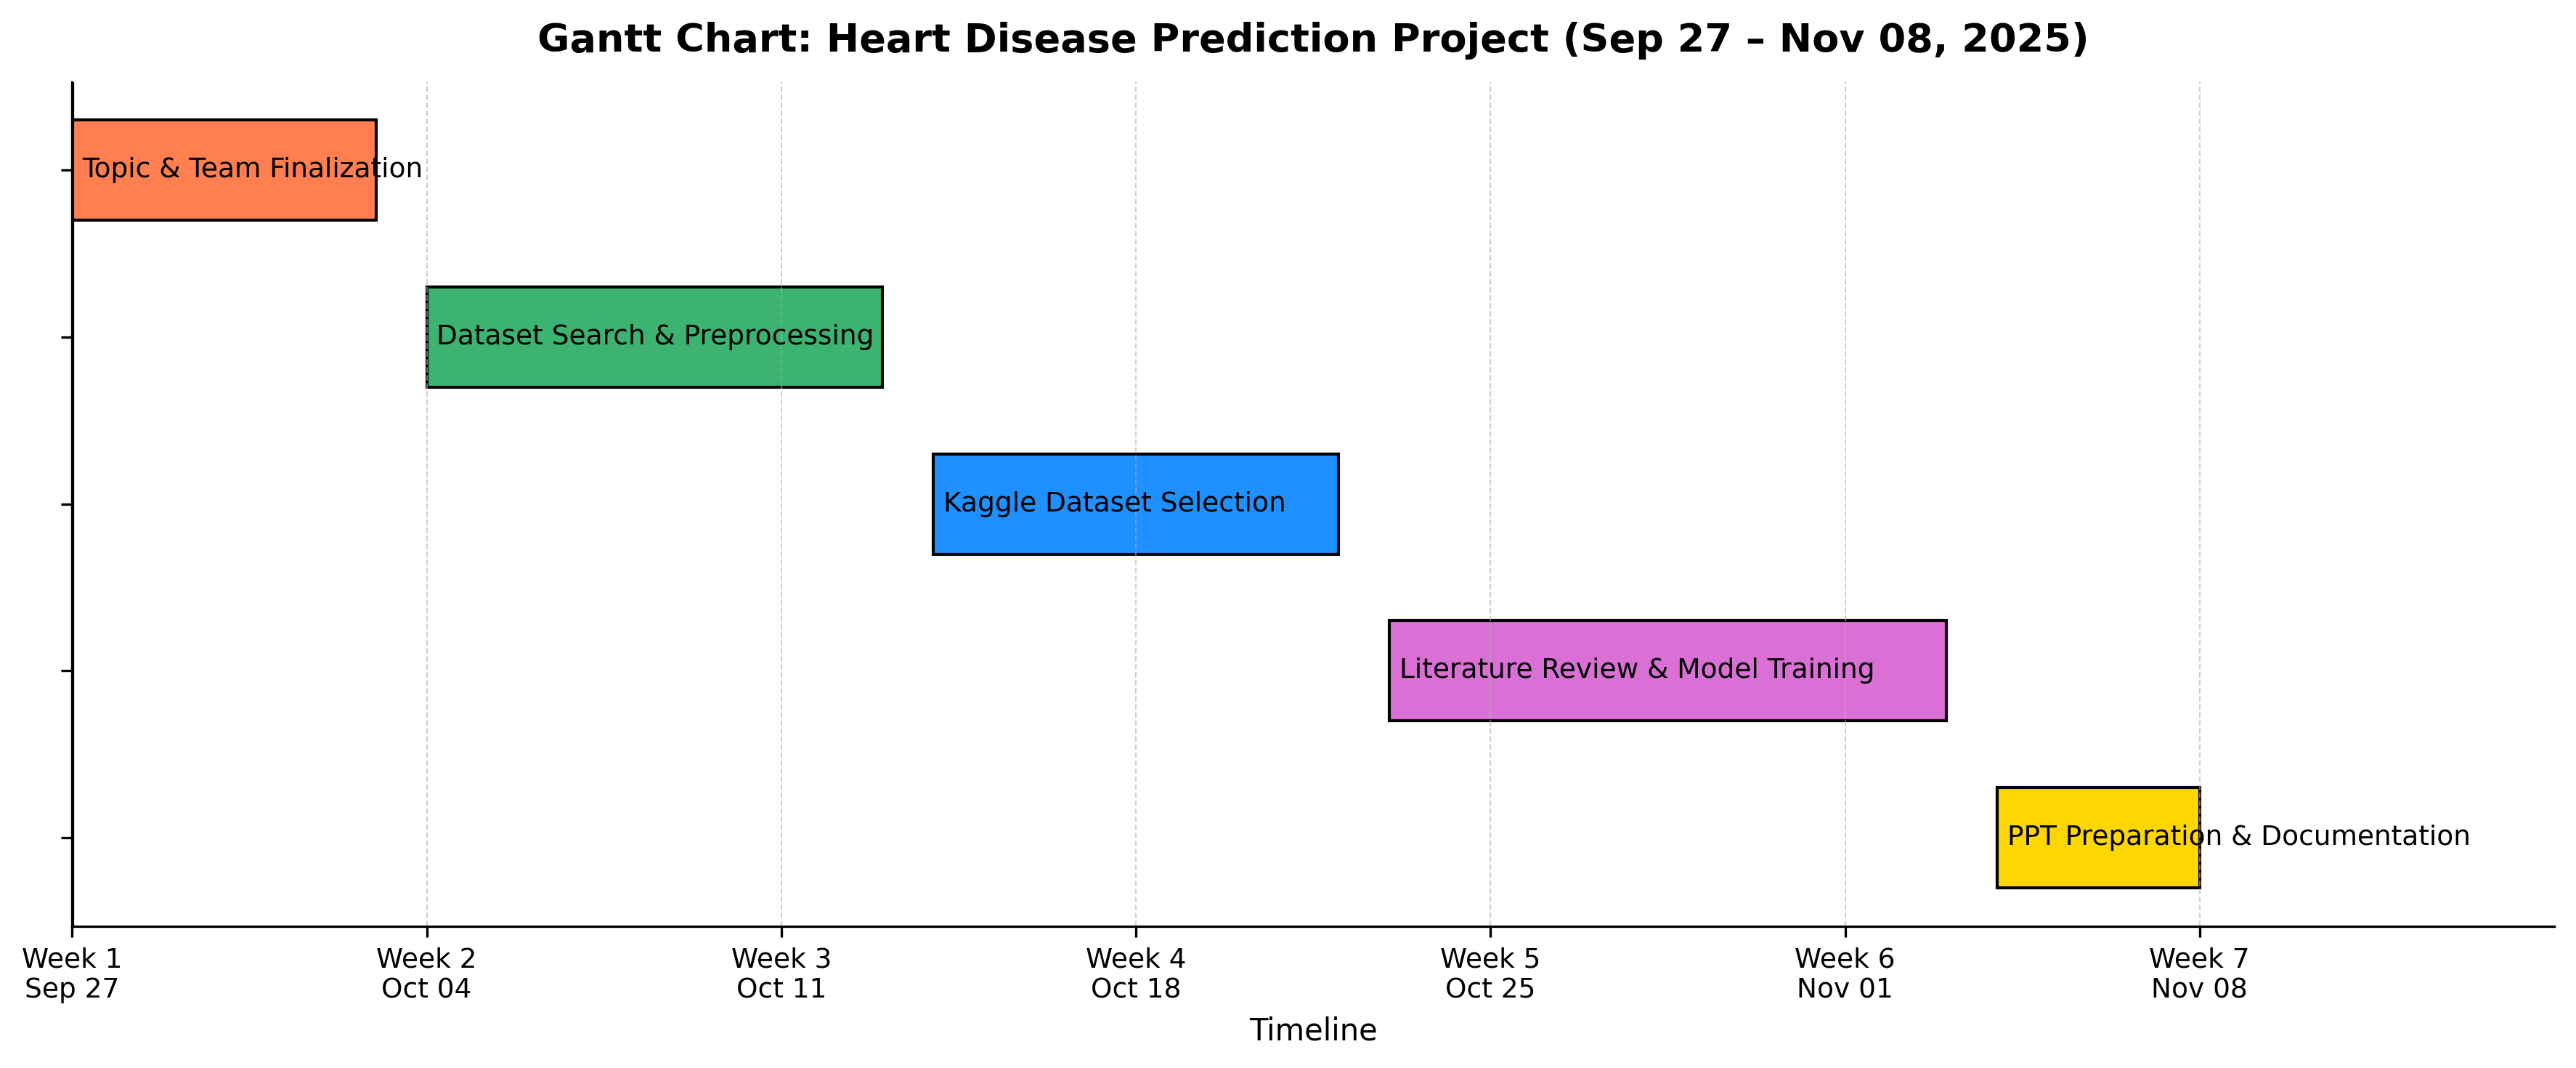 Gantt Chart: Heart Disease Prediction Project (Sep 27 – Nov 08, 2025)
Topic & Team Finalization
Dataset Search & Preprocessing
Kaggle Dataset Selection
Literature Review & Model Training
PPT Preparation & Documentation
Week 1 Week 2 Week 3 Week 4 Week 5 Week 6 Week 7
Sep 27 Oct 04 Oct 11 Oct 18 Oct 25 Nov 01 Nov 08
Timeline